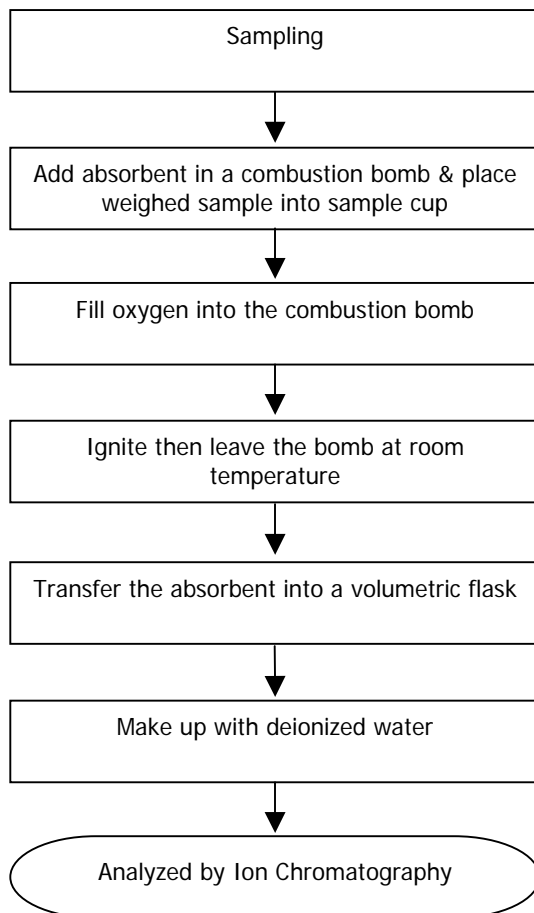 Sampling
Add absorbent in a combustion bomb & place
weighed sample into sample cup
Fill oxygen into the combustion bomb
Ignite then leave the bomb at room
temperature
Transfer the absorbent into a volumetric flask
Make up with deionized water
Analyzed by Ion Chromatography